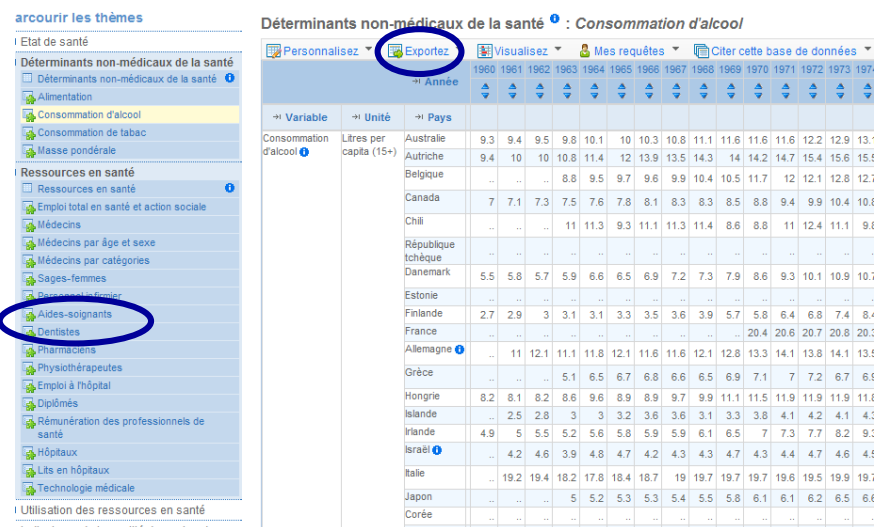 arcourir les thèmes
Etat de santé
Déterminants non-médicaux de la santé
Déterminants non-médicaux de la santé
Alimentation
Consommation d'alcool
Consommation de tabac
Masse pondérale
Ressources en santé
Ressources en santé
Emploi total en santé et action sociale
Médecins
Médecins par âge et sexe
Médecins par catégories
Sages-femmes
Personnel infirmier
Aides-soignants
Dentistes
Pharmaciens
Physiothérapeutes
Emploi à l'hôpital
Diplômés
Rémunération des professionnels de
santé
Hôpitaux
Lits en hôpitaux
Technologie médicale
Utilisation des ressources en santé
Déterminants non-médicaux de la santé : Consommation d'alcool
Personnalisez Exportez Visualisez Mes requêtes Citer cette base de données
Année 1960 1961 1962 1963 1964 1965 1966 1967 1968 1969 1970 1971 1972 1973 1974
Variable Unité Pays
Consommation d'alcool Litres per capita (15+)
Australie 9.3 9.4 9.5 9.8 10.1 10 10.3 10.8 11.1 11.6 11.6 11.6 12.2 12.9 13.1
Autriche 9.4 10 10 10.8 11.4 12 13.9 13.5 14.3 14 14.2 14.7 15.4 15.6 15.5
Belgique .. .. .. 8.8 9.5 9.7 9.6 9.9 10.4 10.5 11.7 12 12.1 12.8 12.7
Canada 7 7.1 7.3 7.5 7.6 7.8 8.1 8.3 8.3 8.5 8.8 9.4 9.9 10.4 10.8
Chili .. .. .. 11 11.3 9.3 11.1 11.3 11.4 8.6 8.8 11 12.4 11.1 9.8
République tchèque .. .. .. .. .. .. .. .. .. .. .. .. .. .. ..
Danemark 5.5 5.8 5.7 5.9 6.6 6.5 6.9 7.2 7.3 7.9 8.6 9.3 10.1 10.9 10.7
Estonie .. .. .. .. .. .. .. .. .. .. .. .. .. .. ..
Finlande 2.7 2.9 3 3.1 3.1 3.3 3.5 3.6 3.9 5.7 5.8 6.4 6.8 7.4 8.4
France .. .. .. .. .. .. .. .. .. .. 20.4 20.6 20.7 20.8 20.3
Allemagne .. 11 12.1 11.1 11.8 12.1 11.6 11.6 12.1 12.8 13.3 14.1 13.8 14.1 13.5
Grèce .. .. .. 5.1 6.5 6.7 6.8 6.6 6.5 6.9 7.1 7 7.2 6.7 6.9
Hongrie 8.2 8.1 8.2 8.6 9.6 8.9 8.9 9.7 9.9 11.1 11.5 11.9 11.9 11.9 11.8
Islande .. 2.5 2.8 3 3 3.2 3.6 3.6 3.1 3.3 3.8 4.1 4.2 4.1 4.3
Irlande 4.9 5 5.5 5.2 5.6 5.8 5.9 5.9 6.1 6.5 7 7.3 7.7 8.2 9.3
Israël .. 4.2 4.6 3.9 4.8 4.7 4.2 4.3 4.3 4.7 4.3 4.4 4.7 4.6 4.5
Italie .. 19.2 19.4 18.2 17.8 18.4 18.7 19 19.7 19.7 19.7 19.6 19.5 19.9 19.7
Japon .. .. .. 5 5.2 5.3 5.3 5.4 5.5 5.8 6.1 6.1 6.2 6.5 6.6
Corée